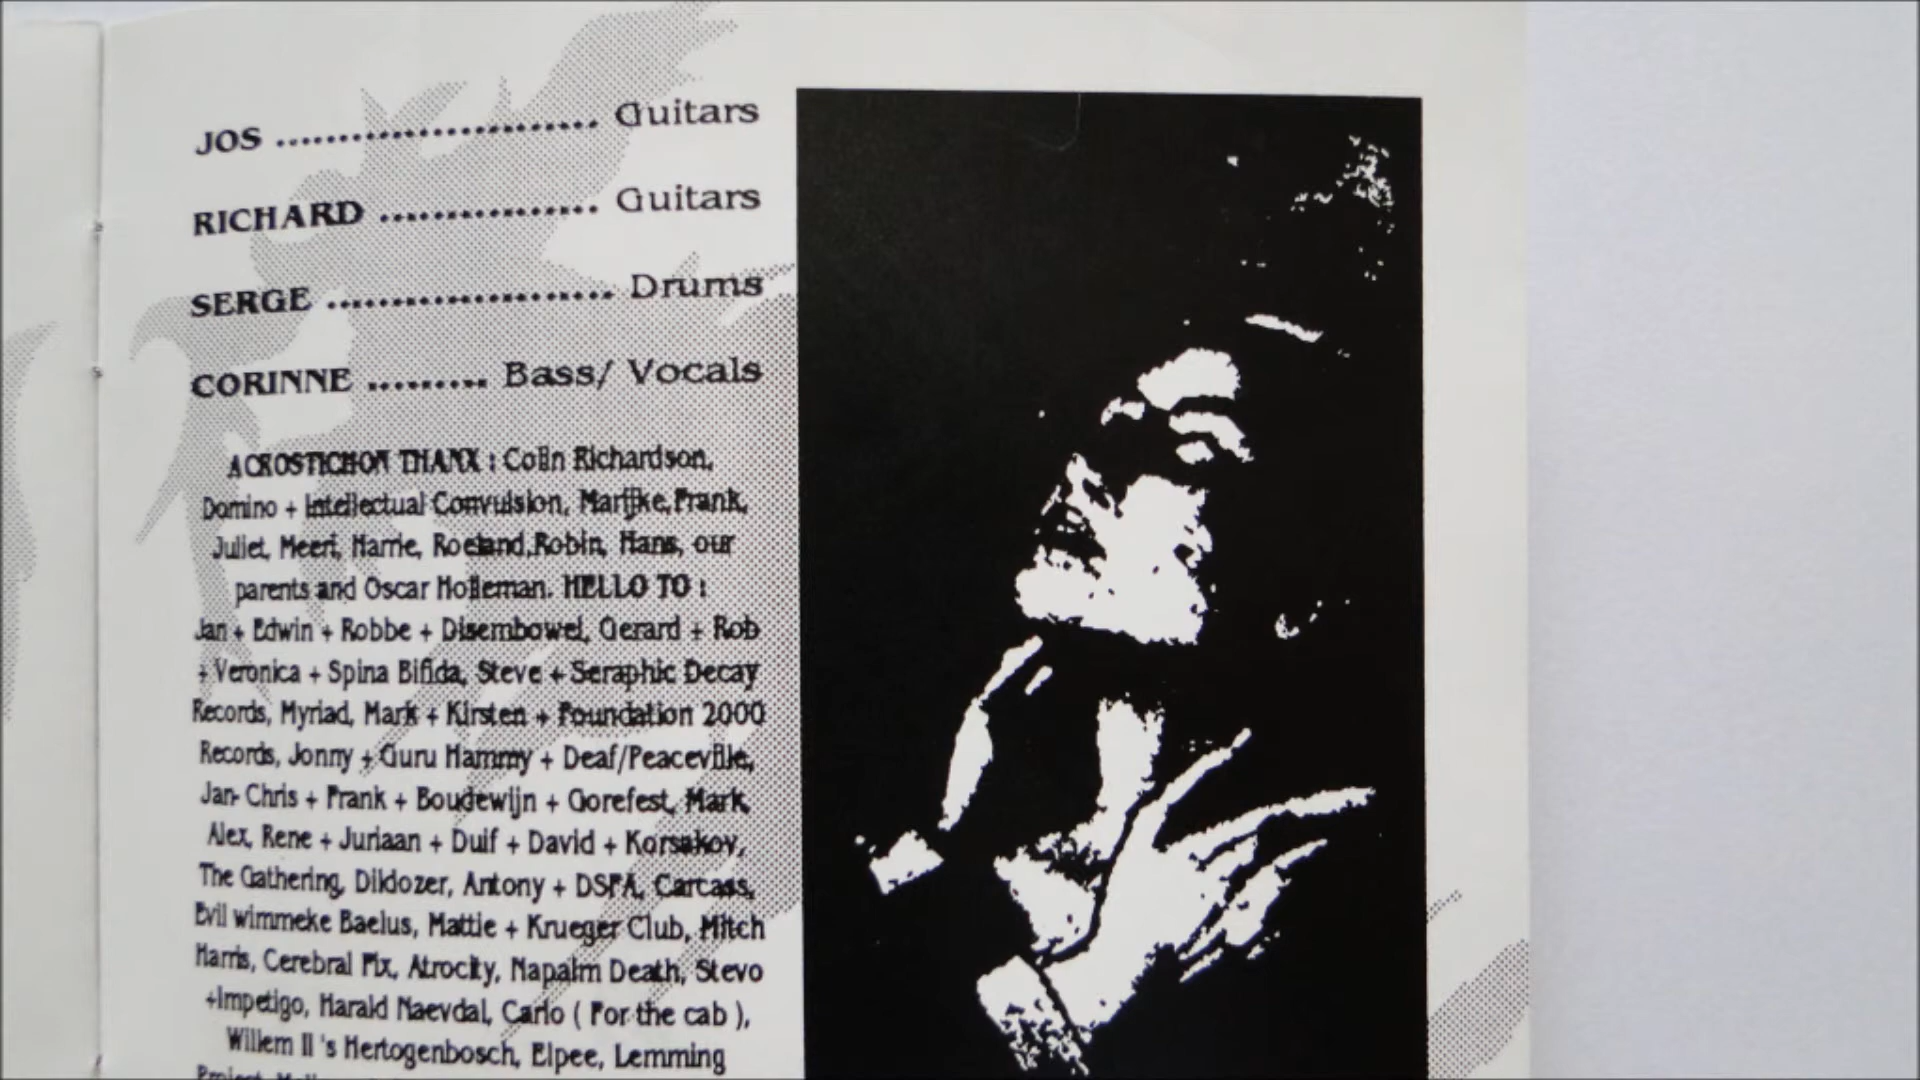 JOS ......................... Guitars
RICHARD ................. Guitars
SERGE ...................... Drums
CORINNE ......... Bass/ Vocals
ACROSTICHON THANX : Colin Richardson,
Domino + Intellectual Convulsion, Marijke,Frank,
Juliet, Meeri, Harrie, Roeland,Robin, Hans, our
parents and Oscar Holleman. HELLO TO :
Jan + Edwin + Robbe + Disembowel, Gerard + Rob
+ Veronica + Spina Bifida, Steve + Seraphic Decay
Records, Myriad, Mark + Kirsten + Foundation 2000
Records, Jonny + Guru Hammy + Deaf/Peaceville,
Jan- Chris + Frank + Boudewijn + Gorefest, Mark,
Alex, Rene + Juriaan + Duif + David + Korsakov,
The Gathering, Dildozer, Antony + DSFA, Carcass,
Evil wimmeke Baelus, Mattie + Krueger Club, Mitch
Harris, Cerebral Fix, Atrocity, Napalm Death, Stevo
+Impetigo, Harald Naevdal, Carlo ( For the cab ),
Willem II 's Hertogenbosch, Elpee, Lemming